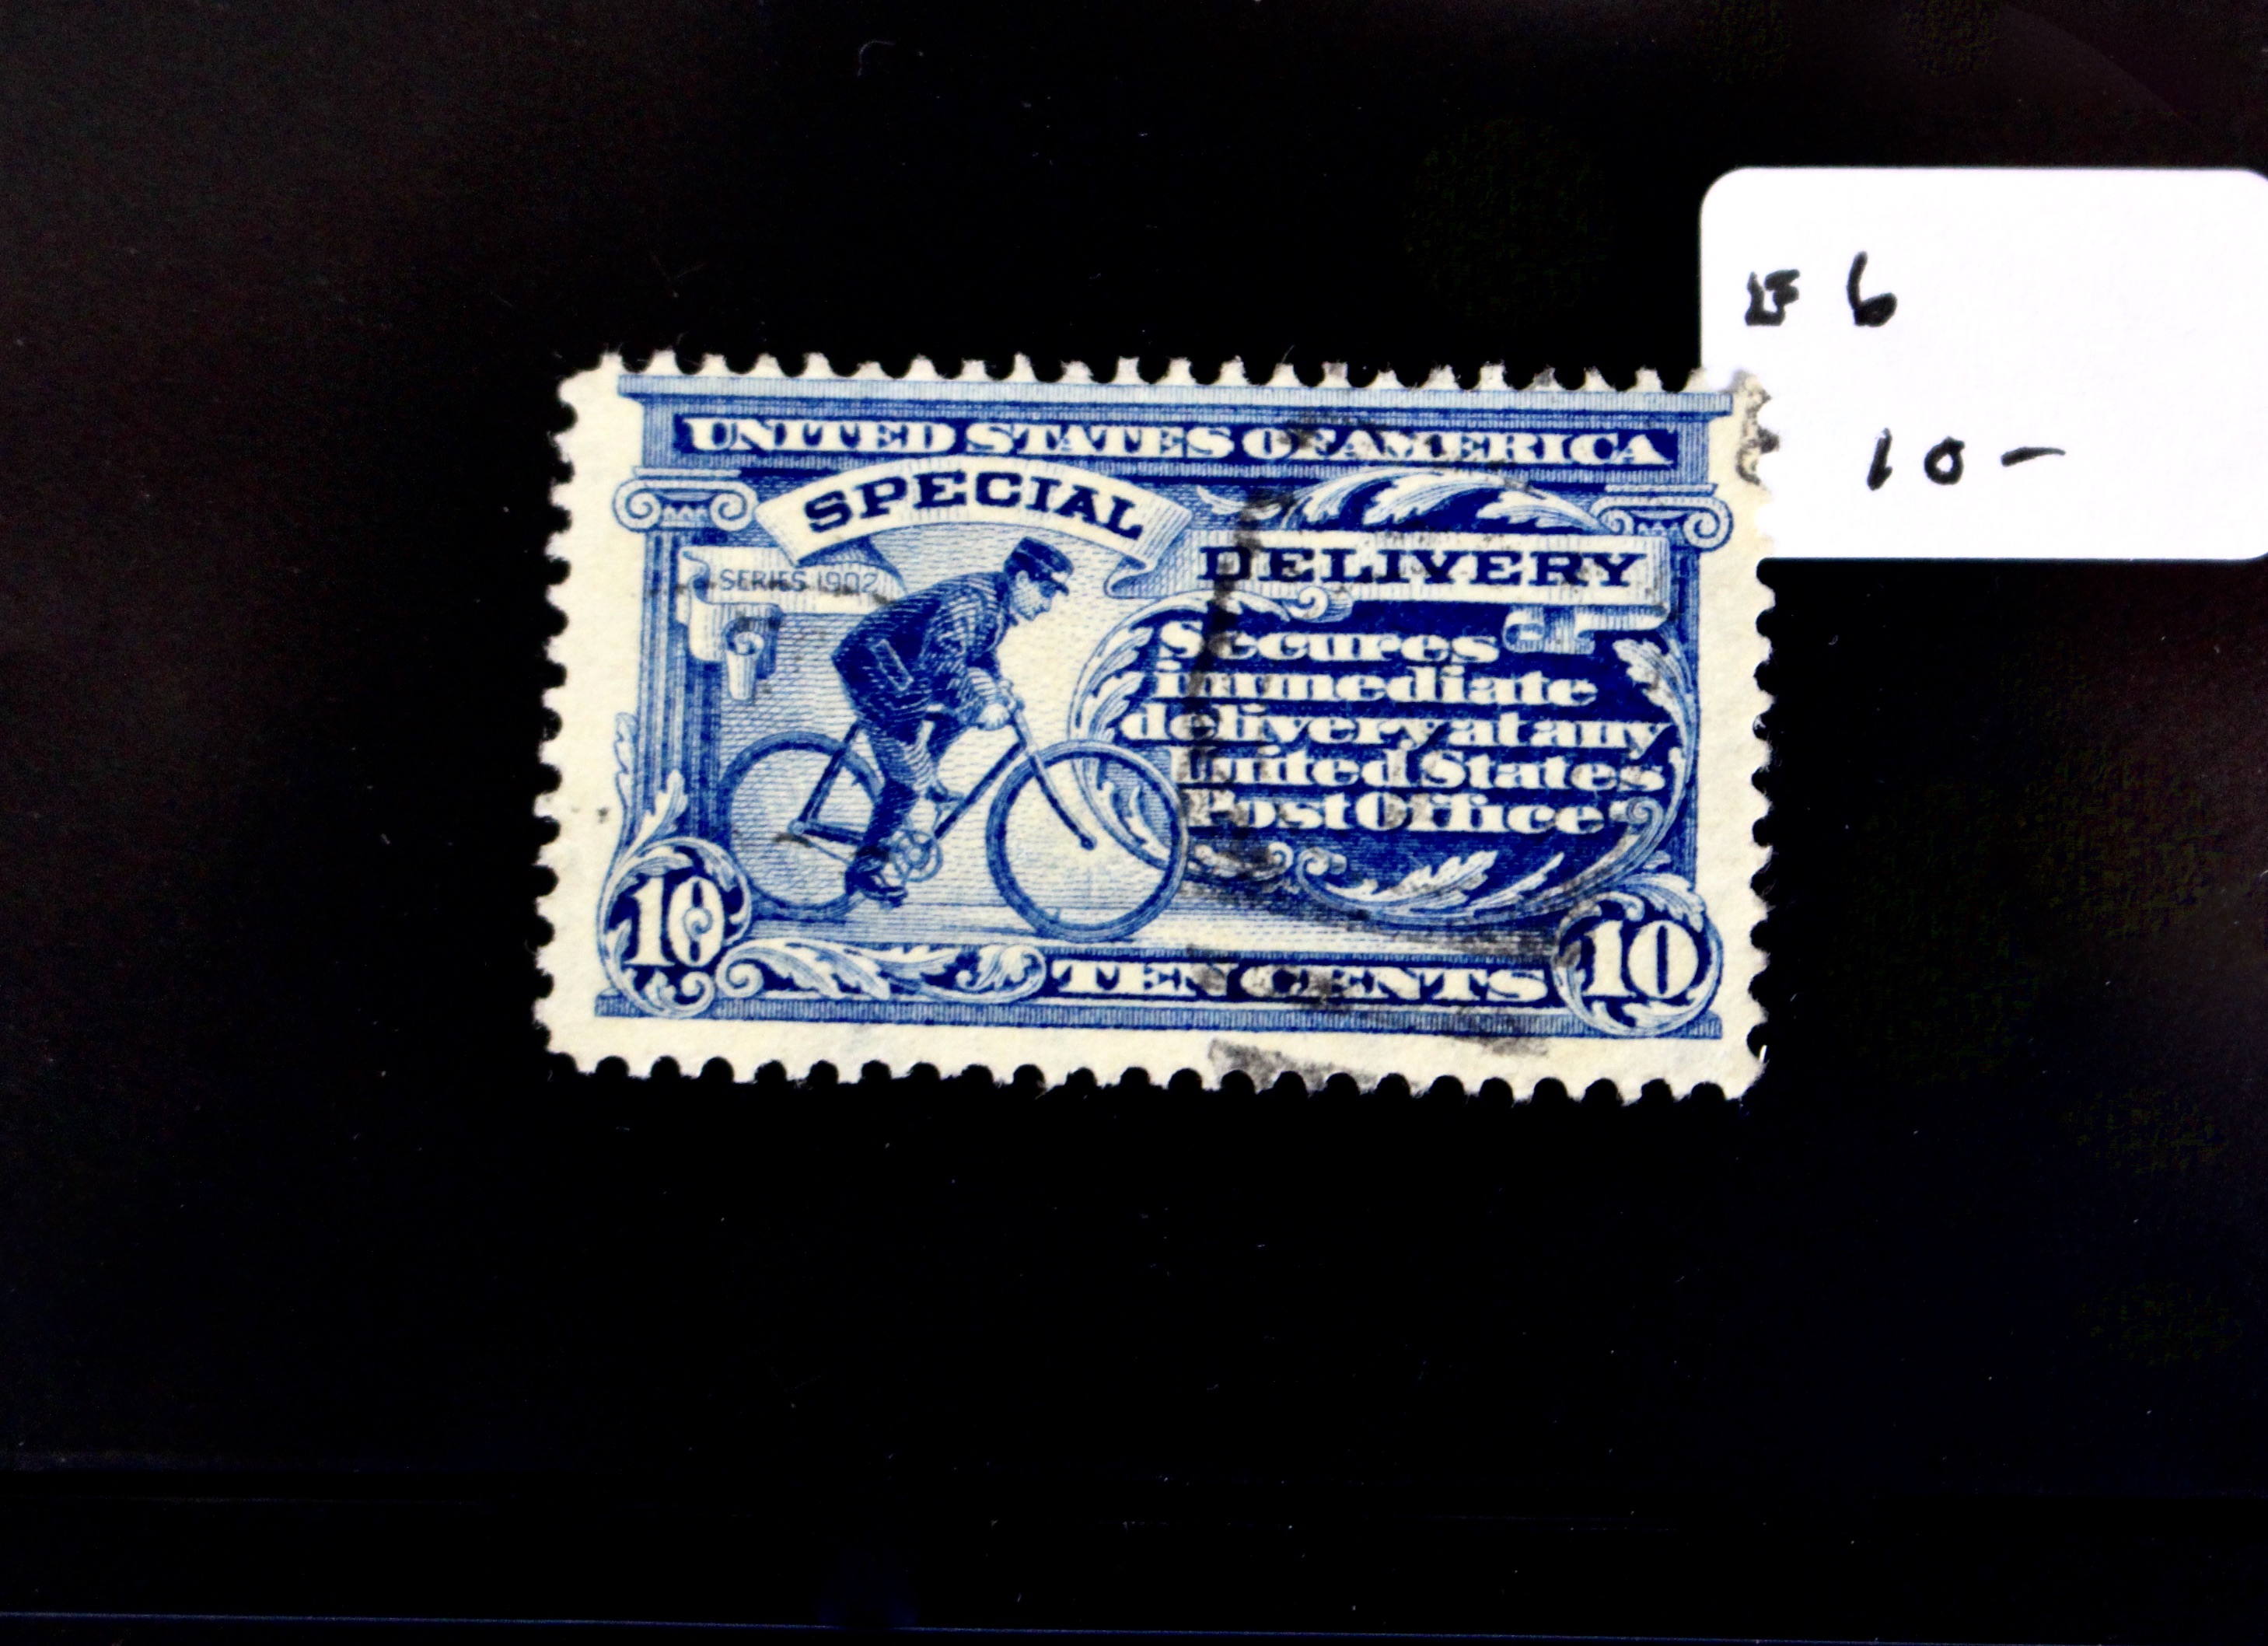 E 6
10-
UNITED STATES OF AMERICA
SPECIAL
DELIVERY
SERIES 1902
Secures
immediate
delivery at any
United States
Post Office
10
TEN CENTS
10